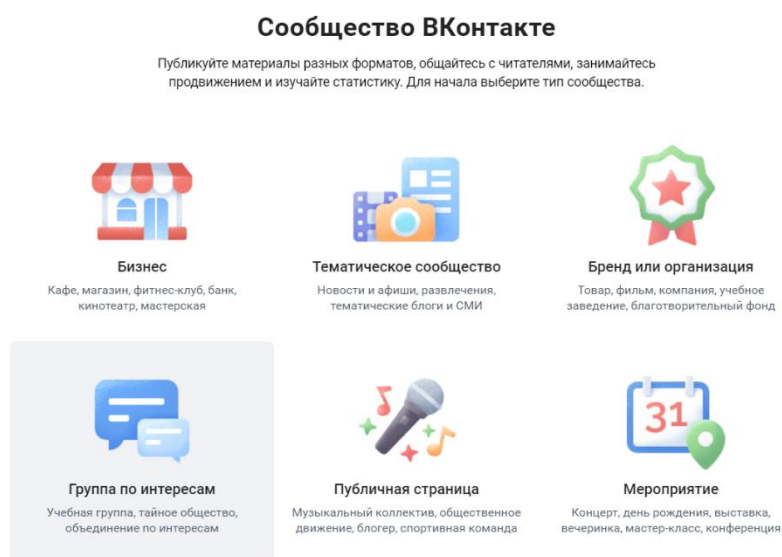 Сообщество ВКонтакте
Публикуйте материалы разных форматов, общайтесь с читателями, занимайтесь
продвижением и изучайте статистику. Для начала выберите тип сообщества.
Бизнес
Кафе, магазин, фитнес-клуб, банк,
кинотеатр, мастерская
Тематическое сообщество
Новости и афиши, развлечения,
тематические блоги и СМИ
Бренд или организация
Товар, фильм, компания, учебное
заведение, благотворительный фонд
31
Группа по интересам
Учебная группа, тайное общество,
объединение по интересам
Публичная страница
Музыкальный коллектив, общественное
движение, блогер, спортивная команда
Мероприятие
Концерт, день рождения, выставка,
вечеринка, мастер-класс, конференция